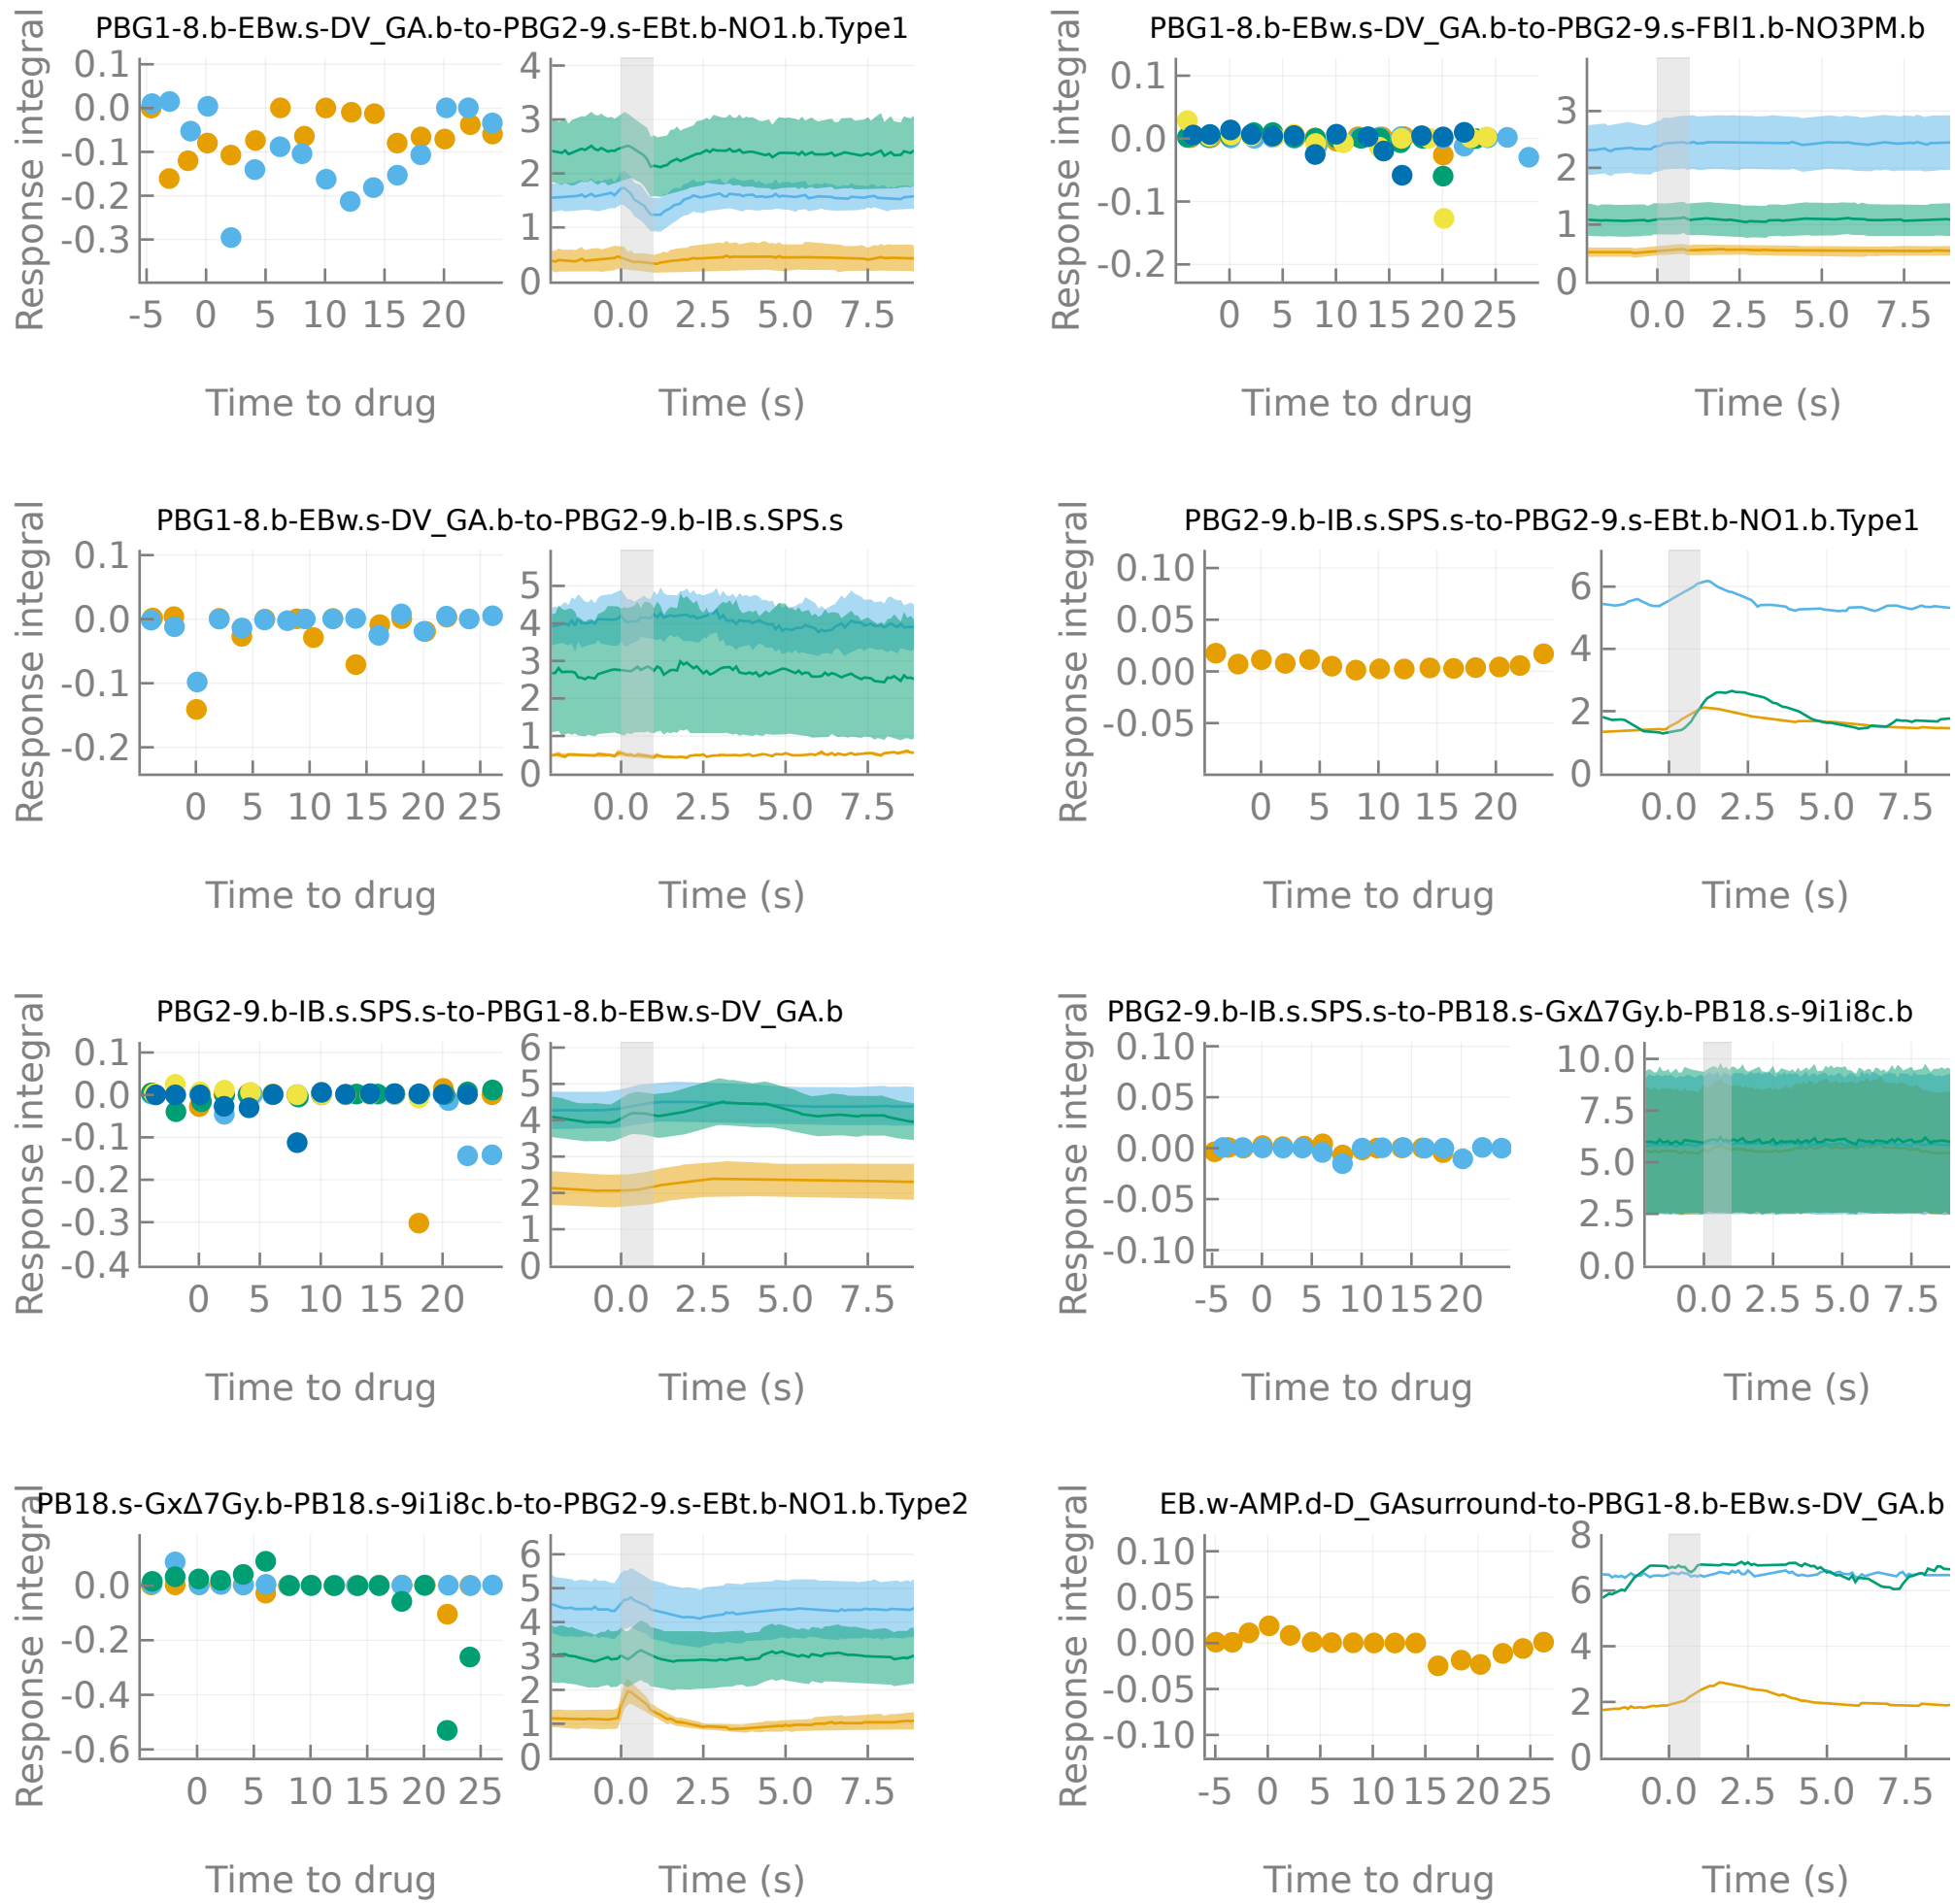 PBG1-8.b-EBw.s-DV_GA.b-to-PBG2-9.s-EBt.b-NO1.b.Type1
Response integral
0.1
0.0
-0.1
-0.2
-0.3
-5 0 5 10 15 20
Time to drug
4
3
2
1
0
0.0 2.5 5.0 7.5
Time (s)
PBG1-8.b-EBw.s-DV_GA.b-to-PBG2-9.s-FBl1.b-NO3PM.b
Response integral
0.1
0.0
-0.1
-0.2
0 5 10 15 20 25
Time to drug
3
2
1
0
0.0 2.5 5.0 7.5
Time (s)
PBG1-8.b-EBw.s-DV_GA.b-to-PBG2-9.b-IB.s.SPS.s
Response integral
0.1
0.0
-0.1
-0.2
0 5 10 15 20 25
Time to drug
5
4
3
2
1
0
0.0 2.5 5.0 7.5
Time (s)
PBG2-9.b-IB.s.SPS.s-to-PBG2-9.s-EBt.b-NO1.b.Type1
Response integral
0.10
0.05
0.00
-0.05
0 5 10 15 20
Time to drug
6
4
2
0
0.0 2.5 5.0 7.5
Time (s)
PBG2-9.b-IB.s.SPS.s-to-PBG1-8.b-EBw.s-DV_GA.b
Response integral
0.1
0.0
-0.1
-0.2
-0.3
-0.4
0 5 10 15 20
Time to drug
6
5
4
3
2
1
0
0.0 2.5 5.0 7.5
Time (s)
PBG2-9.b-IB.s.SPS.s-to-PB18.s-GxΔ7Gy.b-PB18.s-9i1i8c.b
Response integral
0.10
0.05
0.00
-0.05
-0.10
-5 0 5 10 15 20
Time to drug
10.0
7.5
5.0
2.5
0.0
0.0 2.5 5.0 7.5
Time (s)
PB18.s-GxΔ7Gy.b-PB18.s-9i1i8c.b-to-PBG2-9.s-EBt.b-NO1.b.Type2
Response integral
0.0
-0.2
-0.4
-0.6
0 5 10 15 20 25
Time to drug
6
5
4
3
2
1
0
0.0 2.5 5.0 7.5
Time (s)
EB.w-AMP.d-D_GAsurround-to-PBG1-8.b-EBw.s-DV_GA.b
Response integral
0.10
0.05
0.00
-0.05
-0.10
-5 0 5 10 15 20 25
Time to drug
8
6
4
2
0
0.0 2.5 5.0 7.5
Time (s)